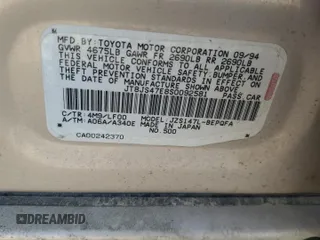 MFD. BY: TOYOTA MOTOR CORPORATION 09/94
GVWR 4675LB GAWR FR 2690LB RR 2690LB
THIS VEHICLE CONFORMS TO ALL APPLICABLE
FEDERAL MOTOR VEHICLE SAFETY, BUMPER, AND
THEFT PREVENTION STANDARDS IN EFFECT ON
THE DATE OF MANUFACTURE SHOWN ABOVE.
JT8JS47E8S0092581 PASS.CAR
C/TR: 4M9/LF00 JZS147L-BEPQFA
A/TM: A06A/A340E MADE IN JAPAN
NO.500
CA00242370
DREAMBID